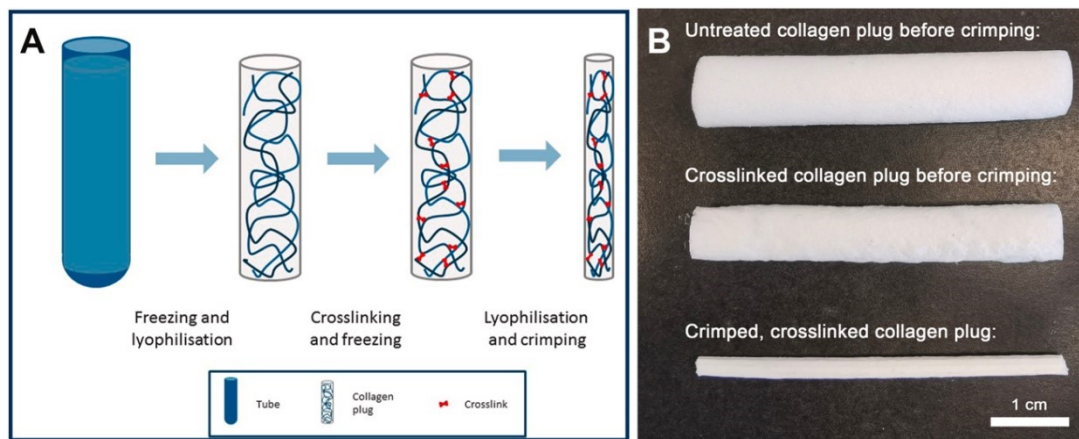 A
Freezing and
lyophilisation
Crosslinking
and freezing
Lyophilisation
and crimping
Tube
Collagen
plug
Crosslink
B
Untreated collagen plug before crimping:
Crosslinked collagen plug before crimping:
Crimped, crosslinked collagen plug:
1 cm